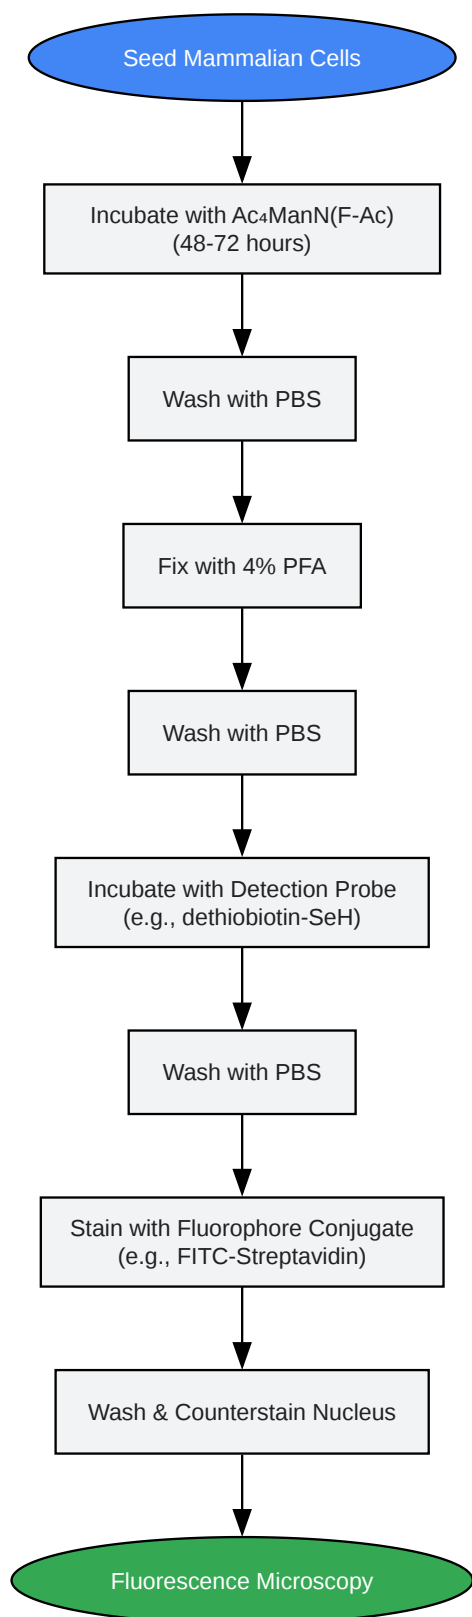 Seed Mammalian Cells
Incubate with Ac₄ManN(F-Ac)
(48-72 hours)
Wash with PBS
Fix with 4% PFA
Wash with PBS
Incubate with Detection Probe
(e.g., dethiobiotin-SeH)
Wash with PBS
Stain with Fluorophore Conjugate
(e.g., FITC-Streptavidin)
Wash & Counterstain Nucleus
Fluorescence Microscopy